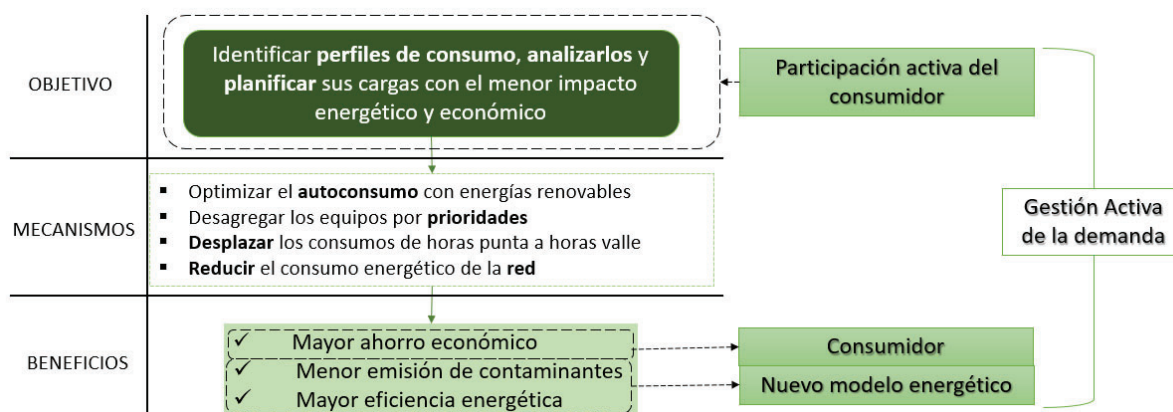 OBJETIVO
Identificar perfiles de consumo, analizarlos y
planificar sus cargas con el menor impacto
energético y económico
Participación activa del
consumidor
MECANISMOS
▪ Optimizar el autoconsumo con energías renovables
▪ Desagregar los equipos por prioridades
▪ Desplazar los consumos de horas punta a horas valle
▪ Reducir el consumo energético de la red
Gestión Activa
de la demanda
BENEFICIOS
✓ Mayor ahorro económico
✓ Menor emisión de contaminantes
✓ Mayor eficiencia energética
Consumidor
Nuevo modelo energético